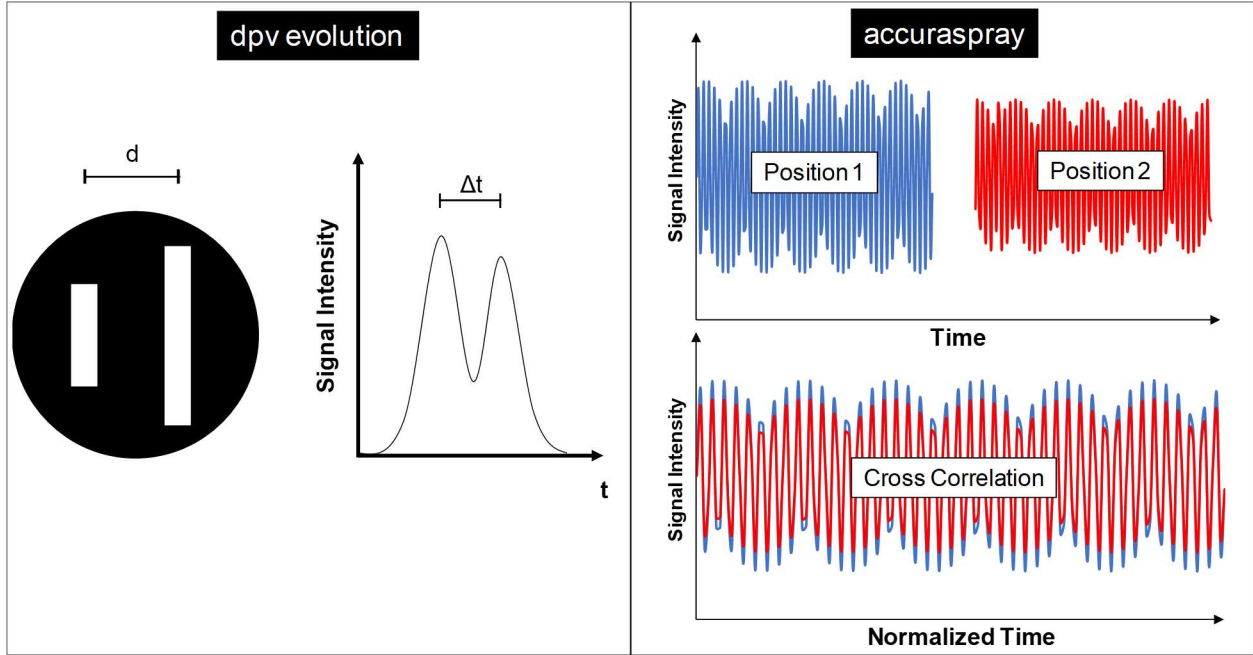 dpv evolution
d
Δt
Signal Intensity
t
accuraspray
Signal Intensity
Position 1
Position 2
Time
Signal Intensity
Cross Correlation
Normalized Time